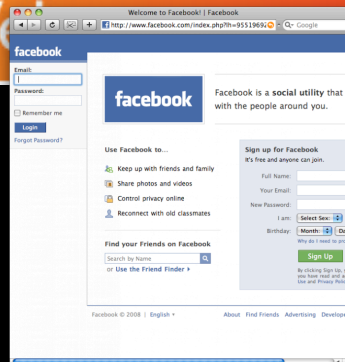 Welcome to Facebook! | Facebook
http://www.facebook.com/index.php?lh=9551969
Google
facebook
Email:
Password:
Remember me
Login
Forgot Password?
facebook
Facebook is a social utility that
with the people around you.
Use Facebook to...
Keep up with friends and family
Share photos and videos
Control privacy online
Reconnect with old classmates
Find your Friends on Facebook
Search by Name
or Use the Friend Finder
Sign up for Facebook
It's free and anyone can join.
Full Name:
Your Email:
New Password:
I am: Select Sex:
Birthday: Month: Da
Why do I need to pro
Sign Up
By clicking Sign Up, y
you have read and a
Use and Privacy Polic
Facebook © 2008 | English
About Find Friends Advertising Develope